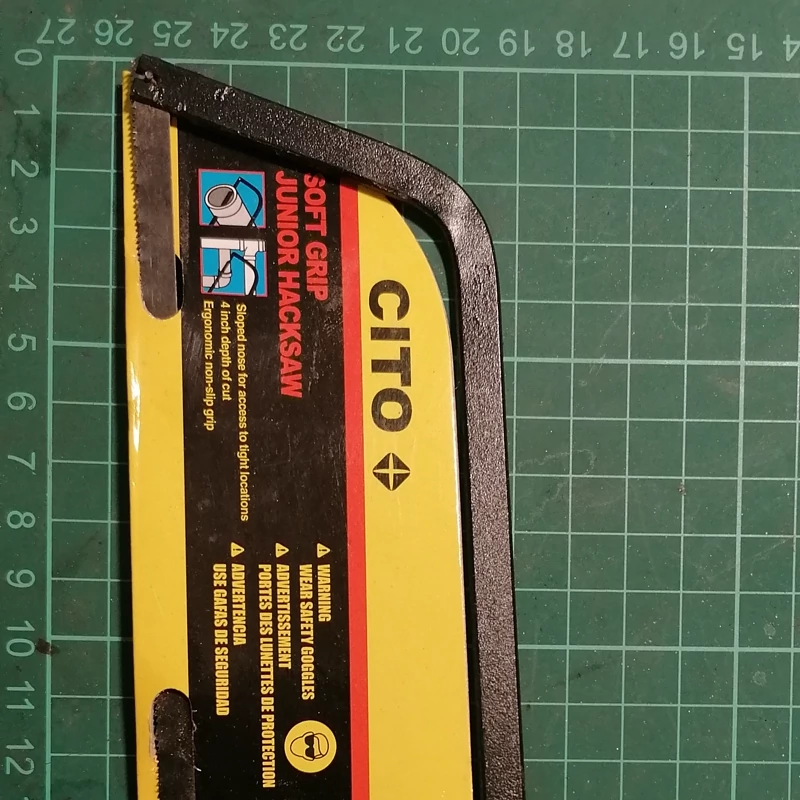 27 26 25 24 23 22 21 20 19 18 17 16 15 14
0
1
2
3
4
5
6
7
8
9
10
11
12
CITO
SOFT GRIP
JUNIOR HACKSAW
Sloped nose for access to tight locations
4 inch depth of cut
Ergonomic non-slip grip
WARNING
WEAR SAFETY GOGGLES
ADVERTISSEMENT
PORTES DES LUNETTES DE PROTECTION
ADVERTENCIA
USE GAFAS DE SEGURIDAD